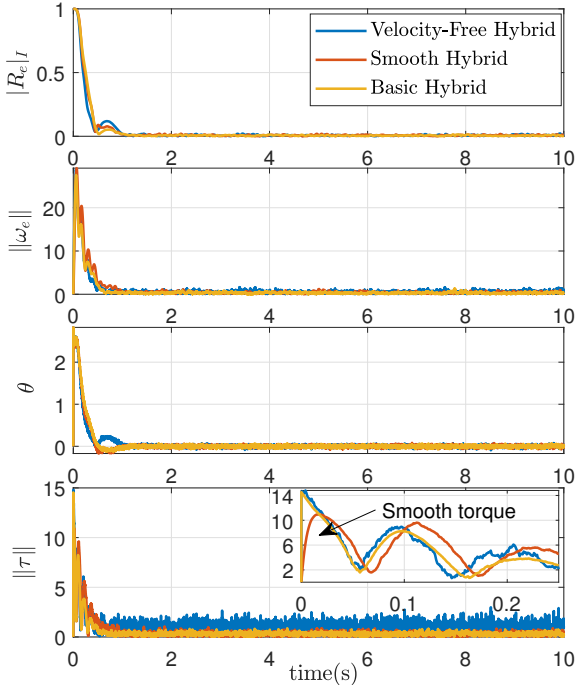 1
0.5
0
|R_e|_I
Velocity-Free Hybrid
Smooth Hybrid
Basic Hybrid
0 2 4 6 8 10
20
10
0
||ω_e||
0 2 4 6 8 10
2
1
0
θ
0 2 4 6 8 10
15
10
5
0
||τ||
14
10
6
2
Smooth torque
0 0.1 0.2
0 2 4 6 8 10
time(s)